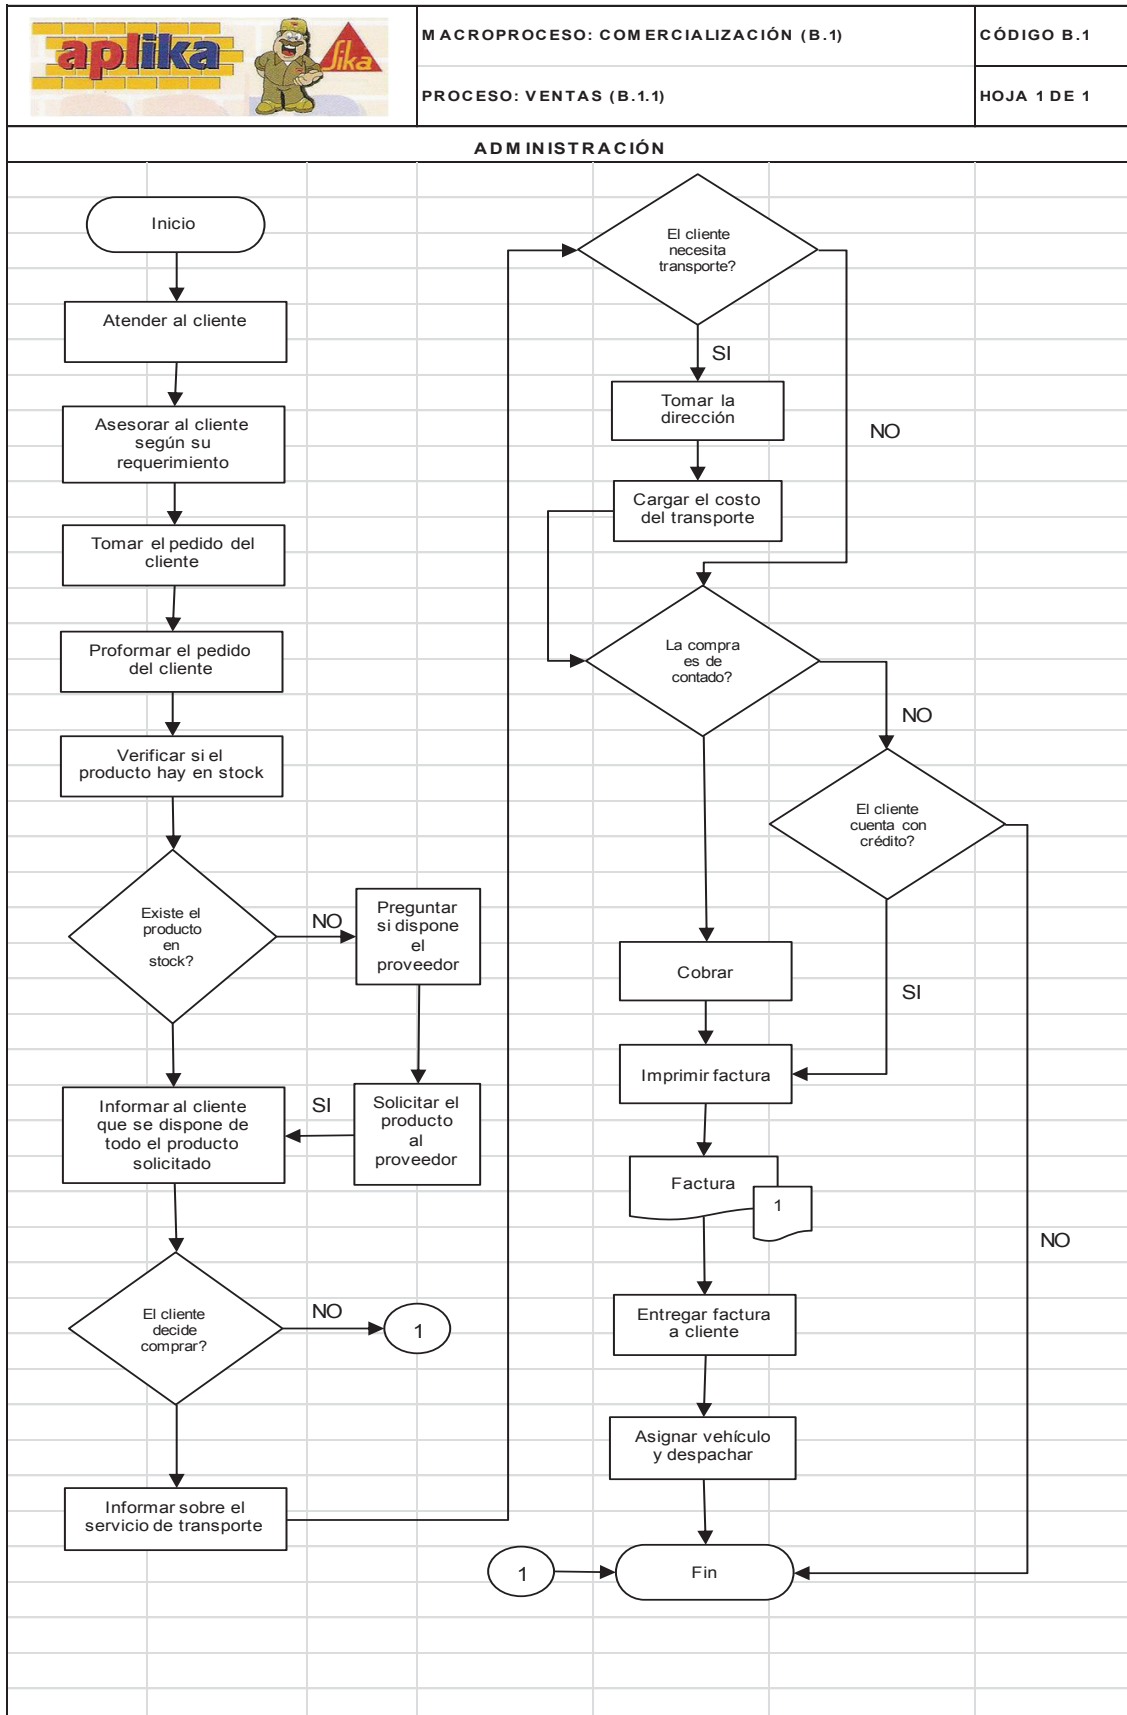 aplika
Sika
MACROPROCESO: COMERCIALIZACIÓN (B.1)
CÓDIGO B.1
PROCESO: VENTAS (B.1.1)
HOJA 1 DE 1
ADMINISTRACIÓN
Inicio
Atender al cliente
Asesorar al cliente
según su
requerimiento
Tomar el pedido del
cliente
Proformar el pedido
del cliente
Verificar si el
producto hay en stock
Existe el
producto
en
stock?
NO
Preguntar
si dispone
el
proveedor
Solicitar el
producto
al
proveedor
SI
Informar al cliente
que se dispone de
todo el producto
solicitado
El cliente
decide
comprar?
NO
1
Informar sobre el
servicio de transporte
El cliente
necesita
transporte?
SI
NO
Tomar la
dirección
Cargar el costo
del transporte
La compra
es de
contado?
NO
El cliente
cuenta con
crédito?
SI
NO
Cobrar
Imprimir factura
Factura
1
Entregar factura
a cliente
Asignar vehículo
y despachar
1
Fin